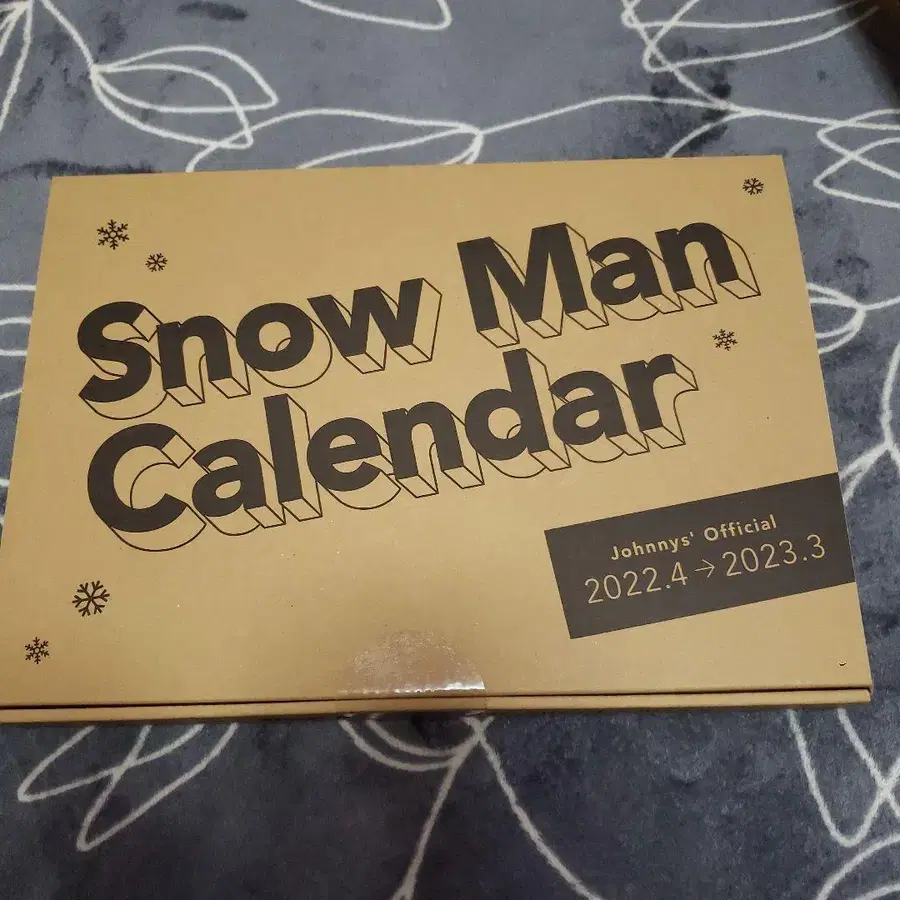 Snow Man
Calendar
Johnnys' Official
2022.4→2023.3